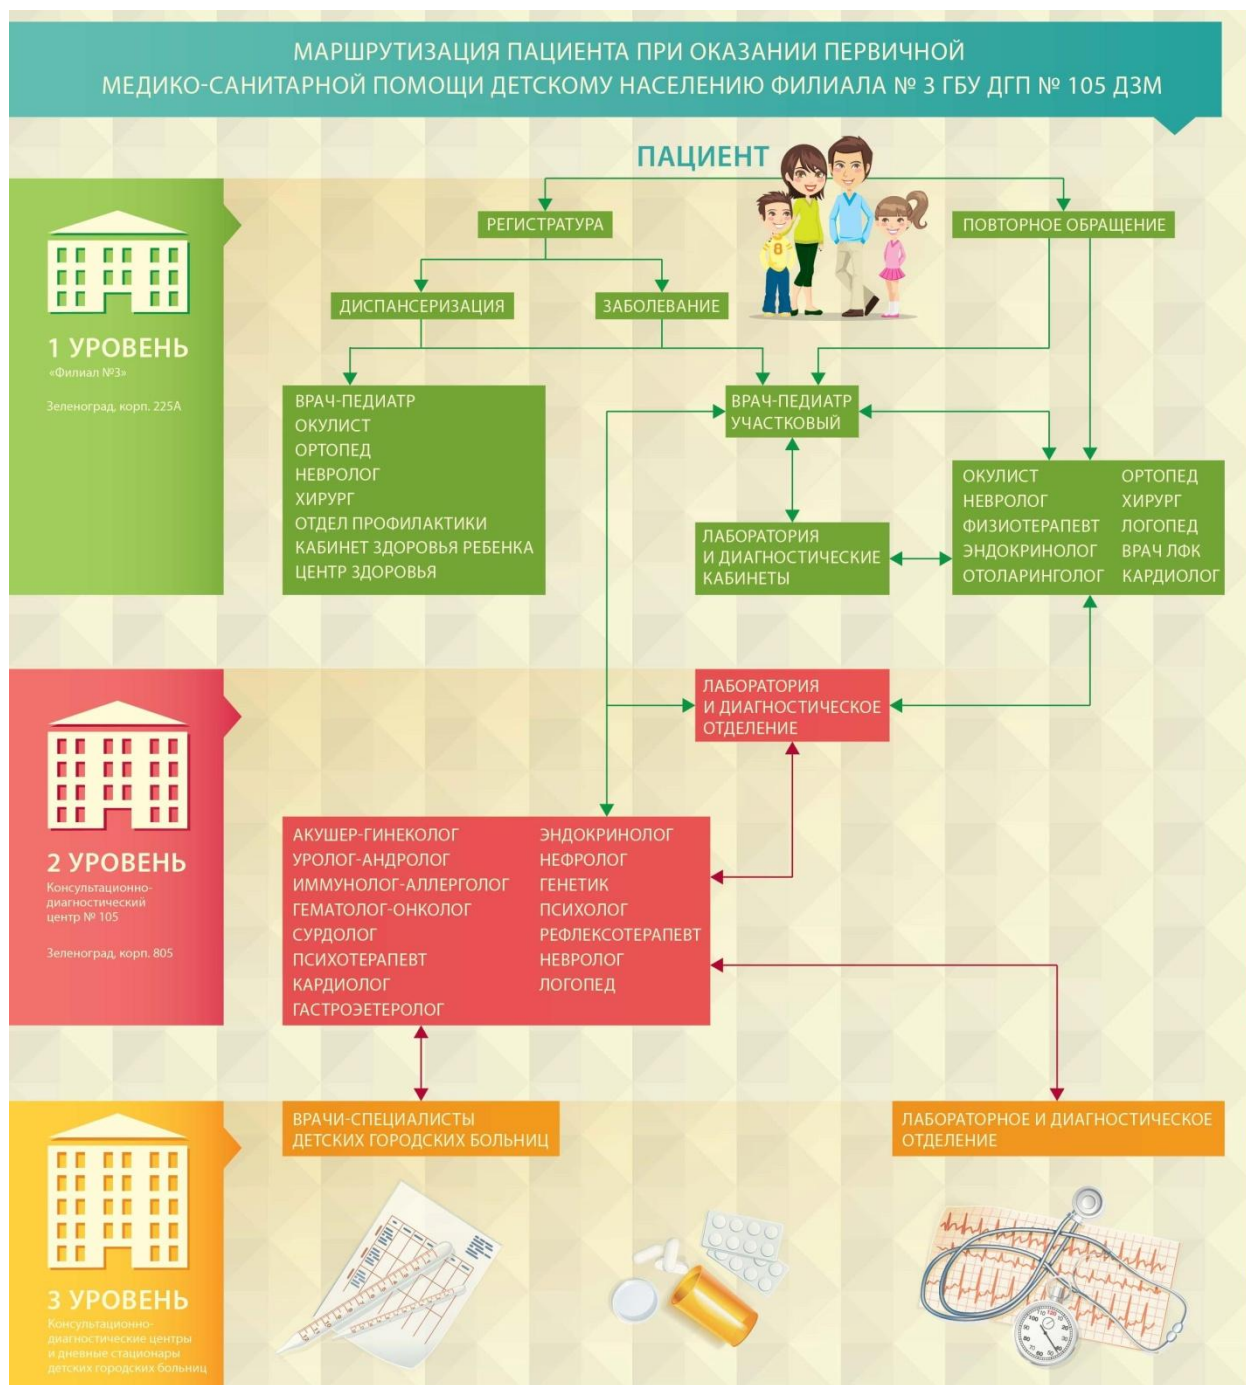 МАРШРУТИЗАЦИЯ ПАЦИЕНТА ПРИ ОКАЗАНИИ ПЕРВИЧНОЙ
МЕДИКО-САНИТАРНОЙ ПОМОЩИ ДЕТСКОМУ НАСЕЛЕНИЮ ФИЛИАЛА № 3 ГБУ ДГП № 105 ДЗМ
ПАЦИЕНТ
РЕГИСТРАТУРА
ПОВТОРНОЕ ОБРАЩЕНИЕ
8
ДИСПАНСЕРИЗАЦИЯ
ЗАБОЛЕВАНИЕ
1 УРОВЕНЬ
«Филиал №3»
Зеленоград, корп. 225А
ВРАЧ-ПЕДИАТР
ОКУЛИСТ
ОРТОПЕД
НЕВРОЛОГ
ХИРУРГ
ОТДЕЛ ПРОФИЛАКТИКИ
КАБИНЕТ ЗДОРОВЬЯ РЕБЕНКА
ЦЕНТР ЗДОРОВЬЯ
ВРАЧ-ПЕДИАТР
УЧАСТКОВЫЙ
ЛАБОРАТОРИЯ
И ДИАГНОСТИЧЕСКИЕ
КАБИНЕТЫ
ОКУЛИСТ
НЕВРОЛОГ
ФИЗИОТЕРАПЕВТ
ЭНДОКРИНОЛОГ
ОТОЛАРИНГОЛОГ
ОРТОПЕД
ХИРУРГ
ЛОГОПЕД
ВРАЧ ЛФК
КАРДИОЛОГ
2 УРОВЕНЬ
Консультационно-
диагностический
центр № 105
Зеленоград, корп. 805
ЛАБОРАТОРИЯ
И ДИАГНОСТИЧЕСКОЕ
ОТДЕЛЕНИЕ
АКУШЕР-ГИНЕКОЛОГ
УРОЛОГ-АНДРОЛОГ
ИММУНОЛОГ-АЛЛЕРГОЛОГ
ГЕМАТОЛОГ-ОНКОЛОГ
СУРДОЛОГ
ПСИХОТЕРАПЕВТ
КАРДИОЛОГ
ГАСТРОЭЕТЕРОЛОГ
ЭНДОКРИНОЛОГ
НЕФРОЛОГ
ГЕНЕТИК
ПСИХОЛОГ
РЕФЛЕКСОТЕРАПЕВТ
НЕВРОЛОГ
ЛОГОПЕД
3 УРОВЕНЬ
Консультационно-
диагностические центры
и дневные стационары
детских городских больниц
ВРАЧИ-СПЕЦИАЛИСТЫ
ДЕТСКИХ ГОРОДСКИХ БОЛЬНИЦ
ЛАБОРАТОРНОЕ И ДИАГНОСТИЧЕСКОЕ
ОТДЕЛЕНИЕ